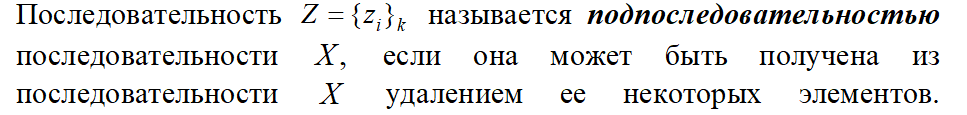 Последовательность Z = {z_i}_k называется подпоследовательностью
последовательности X, если она может быть получена из
последовательности X удалением ее некоторых элементов.